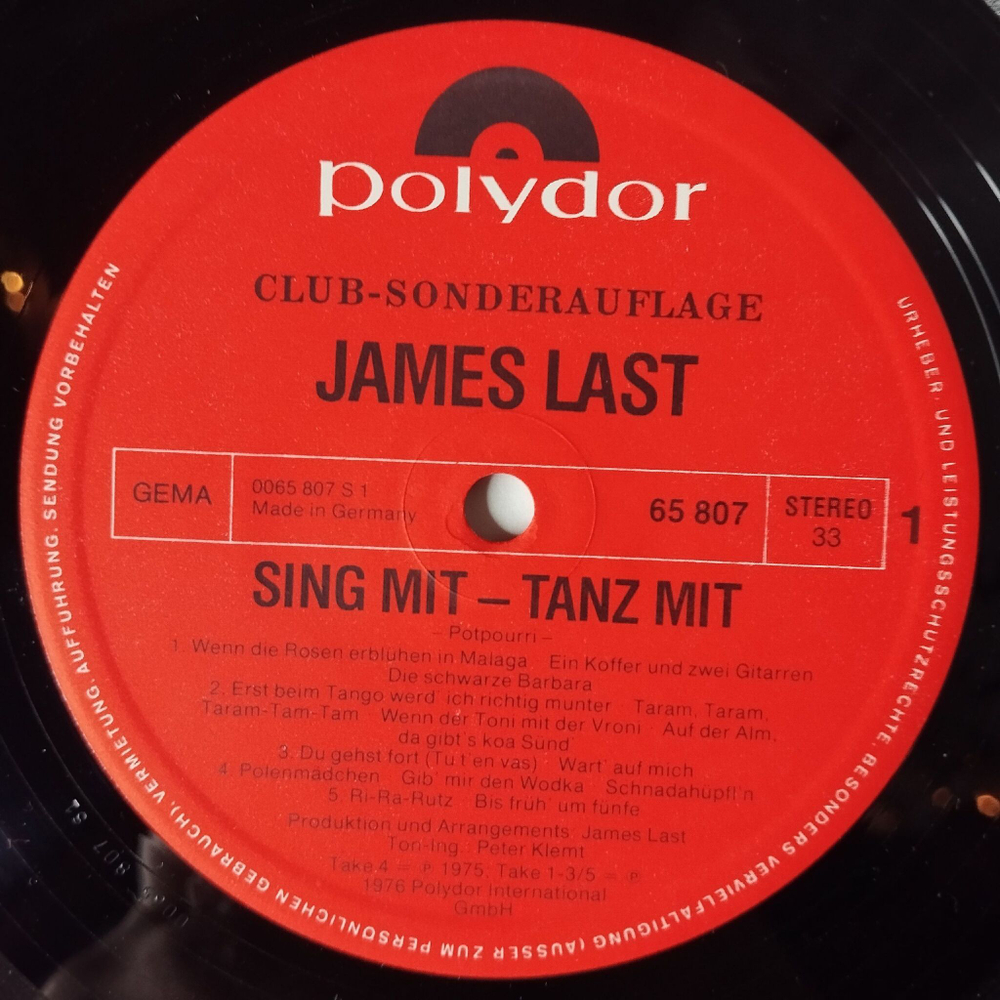 polydor
CLUB-SONDERAUFLAGE
JAMES LAST
GEMA
0065 807 S 1
Made in Germany
65 807
STEREO
33
1
SING MIT – TANZ MIT
– Potpourri –
1. Wenn die Rosen erblühen in Malaga · Ein Koffer und zwei Gitarren
Die schwarze Barbara
2. Erst beim Tango werd' ich richtig munter · Taram, Taram,
Taram-Tam-Tam · Wenn der Toni mit der Vroni · Auf der Alm,
da gibt's koa Sünd'
3. Du gehst fort (Tu t'en vas) · Wart' auf mich
4. Polenmädchen · Gib' mir den Wodka · Schnadahüpfl'n
5. Ri-Ra-Rutz · Bis früh' um fünfe
Produktion und Arrangements: James Last
Ton-Ing.: Peter Klemt
Take 4 = ℗ 1975, Take 1-3/5 = ℗
1976 Polydor International
GmbH
URHEBER- UND LEISTUNGSSCHUTZRECHTE, BESONDERS VERVIELFÄLTIGUNG (AUSSER ZUM PERSÖNLICHEN GEBRAUCH), VERMIETUNG, AUFFÜHRUNG, SENDUNG VORBEHALTEN